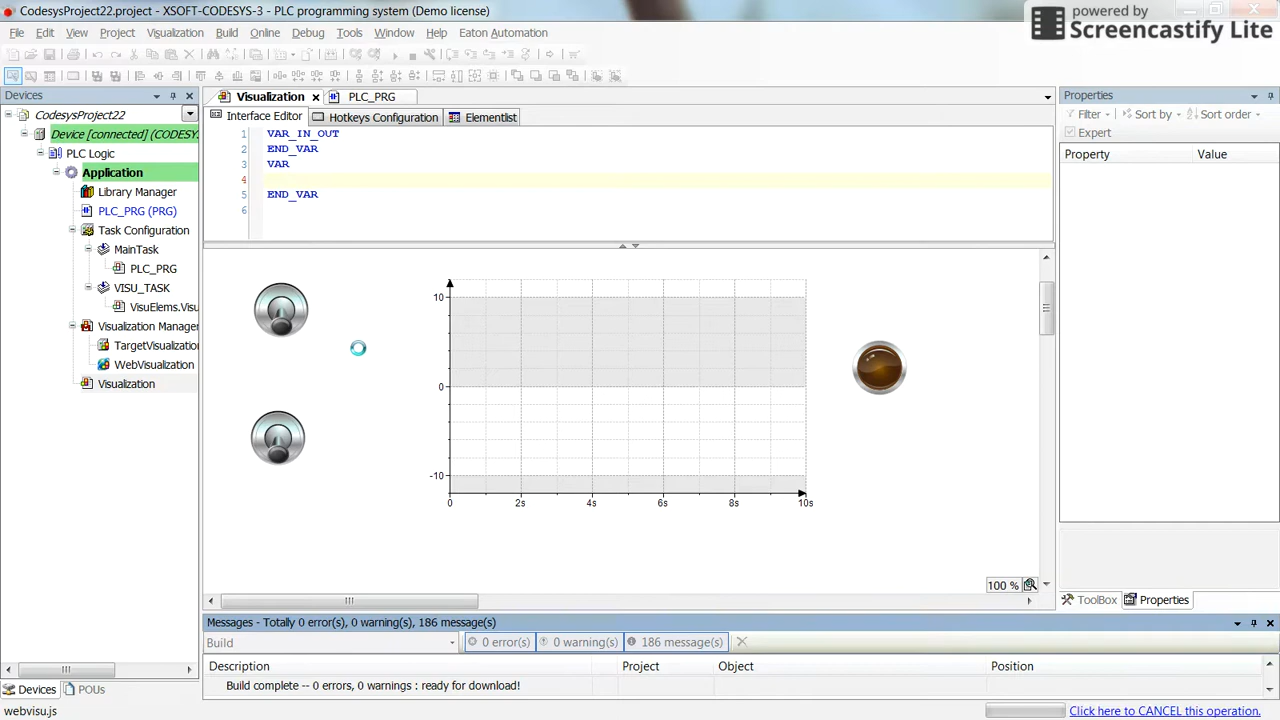 CodesysProject22.project - XSOFT-CODESYS-3 - PLC programming system (Demo license)
powered by
Screencastify Lite
File Edit View Project Visualization Build Online Debug Tools Window Help Eaton Automation
Devices
CodesysProject22
Device [connected] (CODESY
PLC Logic
Application
Library Manager
PLC_PRG (PRG)
Task Configuration
MainTask
PLC_PRG
VISU_TASK
VisuElems.Visu
Visualization Manager
TargetVisualization
WebVisualization
Visualization
Devices POUs
Visualization PLC_PRG
Interface Editor Hotkeys Configuration Elementlist
1 VAR_IN_OUT
2 END_VAR
3 VAR
4
5 END_VAR
6
10
0
-10
0 2s 4s 6s 8s 10s
100 %
Properties
Filter Sort by Sort order
Expert
Property Value
ToolBox Properties
Messages - Totally 0 error(s), 0 warning(s), 186 message(s)
Build 0 error(s) 0 warning(s) 186 message(s)
Description Project Object Position
Build complete -- 0 errors, 0 warnings : ready for download!
webvisu.js
Click here to CANCEL this operation.